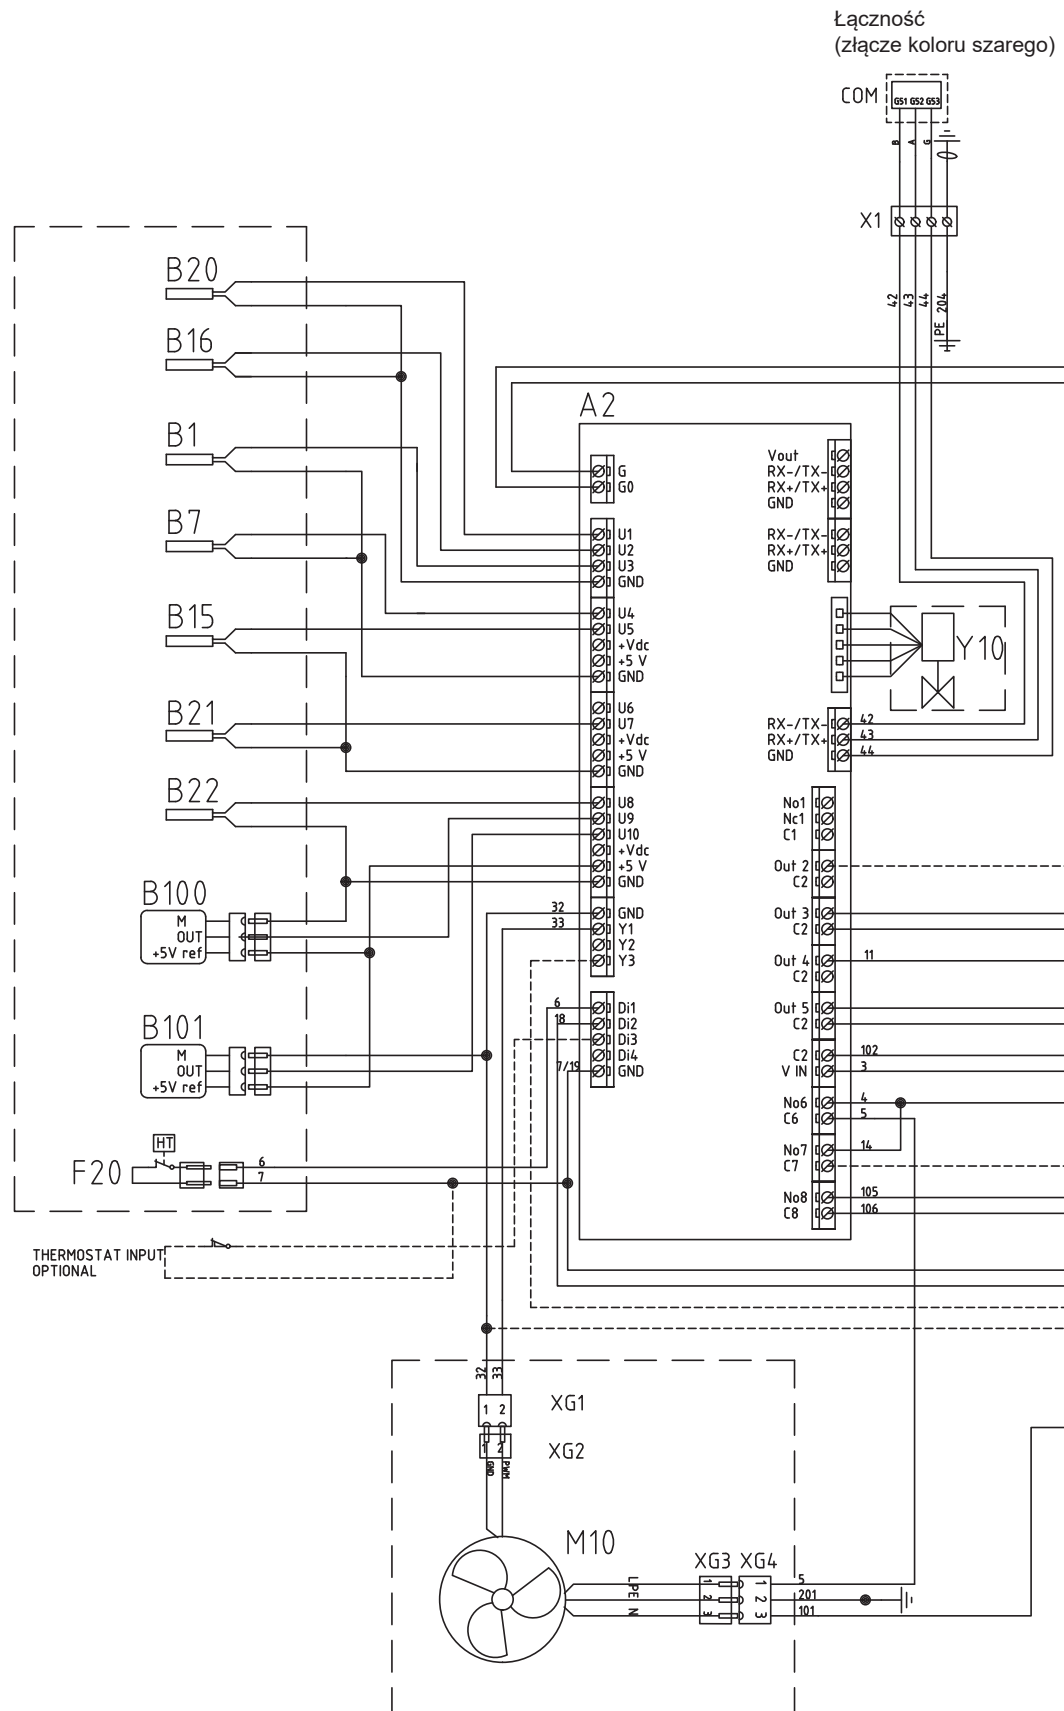 Łączność
(złącze koloru szarego)
COM
GS1 GS2 GS3
B A G
X1
42 43 44 PE 204
B20
B16
B1
B7
B15
B21
B22
B100
M
OUT
+5V ref
B101
M
OUT
+5V ref
HT
F20
6
7
THERMOSTAT INPUT
OPTIONAL
A2
G
G0
U1
U2
U3
GND
U4
U5
+Vdc
+5 V
GND
U6
U7
+Vdc
+5 V
GND
U8
U9
U10
+Vdc
+5 V
GND
32 GND
33 Y1
Y2
Y3
6 Di1
18 Di2
Di3
Di4
7/19 GND
Vout
RX-/TX-
RX+/TX+
GND
RX-/TX-
RX+/TX+
GND
Y10
RX-/TX- 42
RX+/TX+ 43
GND 44
No1
Nc1
C1
Out 2
C2
Out 3
C2
Out 4 11
C2
Out 5
C2
C2 102
V IN 3
No6 4
C6 5
No7 14
C7
No8 105
C8 106
32 33
1 2 XG1
1 2 XG2
GND PWM
M10
L PE N
XG3 XG4
1 1 5
2 2 201
3 3 101